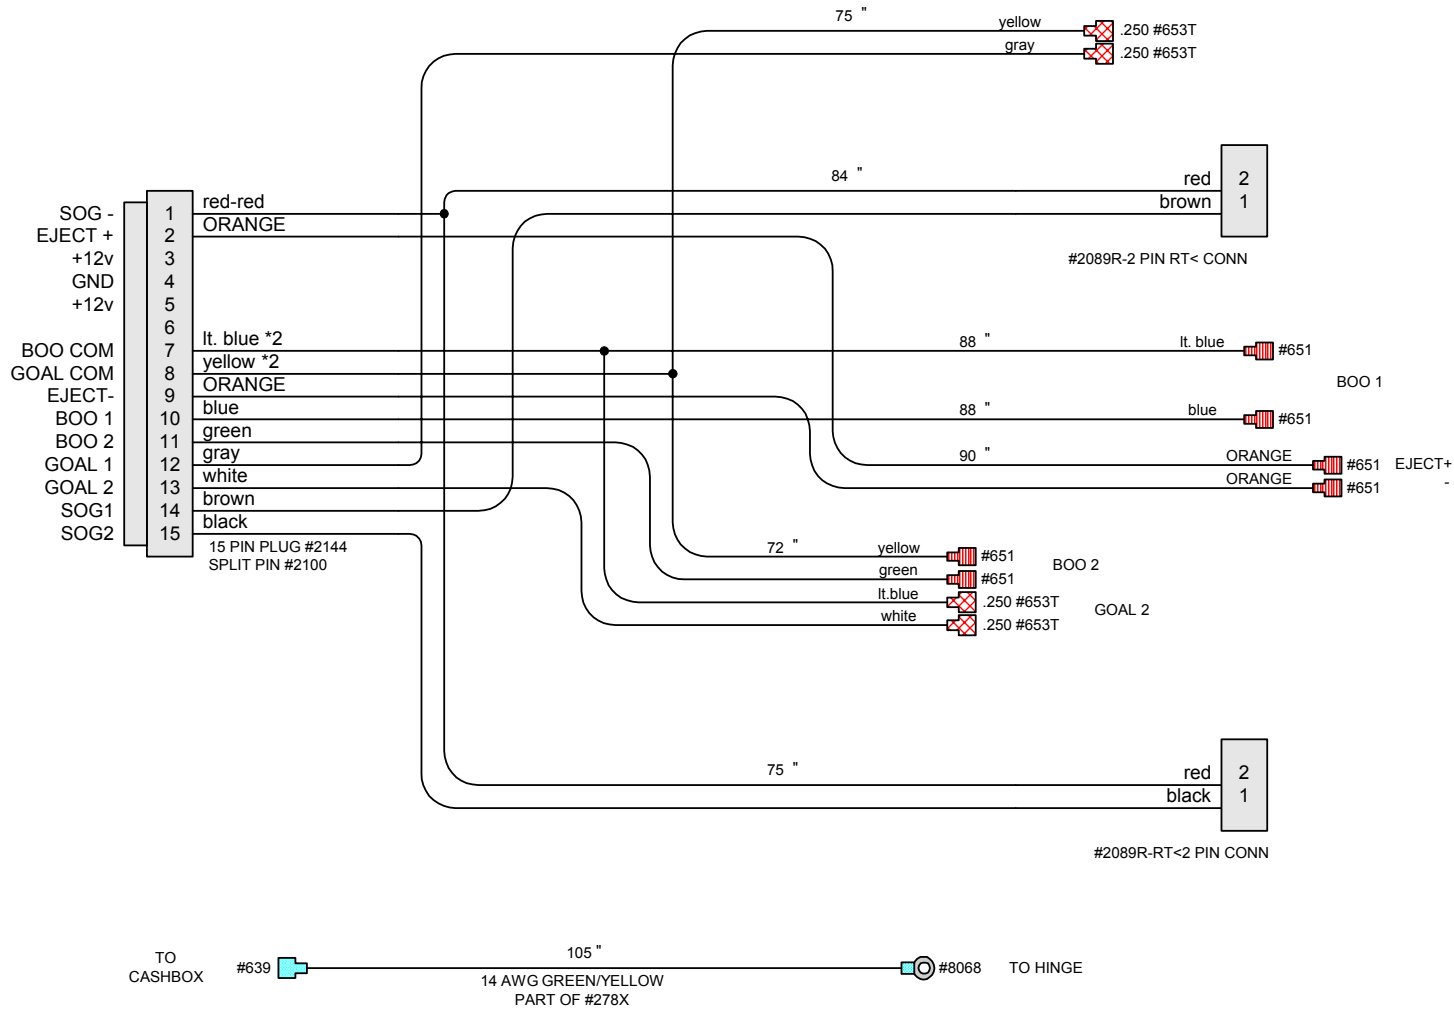 75 "
yellow
.250 #653T
gray
.250 #653T
84 "
red 2
brown 1
#2089R-2 PIN RT< CONN
SOG - 1 red-red
EJECT + 2 ORANGE
+12v 3
GND 4
+12v 5
6
BOO COM 7 lt. blue *2
88 "
lt. blue
#651
GOAL COM 8 yellow *2
BOO 1
EJECT- 9 ORANGE
BOO 1 10 blue
88 "
blue
#651
BOO 2 11 green
GOAL 1 12 gray
90 "
ORANGE
#651 EJECT+
GOAL 2 13 white
ORANGE
#651 -
SOG1 14 brown
SOG2 15 black
15 PIN PLUG #2144
SPLIT PIN #2100
72 "
yellow
#651
BOO 2
green
#651
lt.blue
.250 #653T
GOAL 2
white
.250 #653T
75 "
red 2
black 1
#2089R-RT<2 PIN CONN
TO
CASHBOX
#639
105 "
14 AWG GREEN/YELLOW
PART OF #278X
#8068
TO HINGE